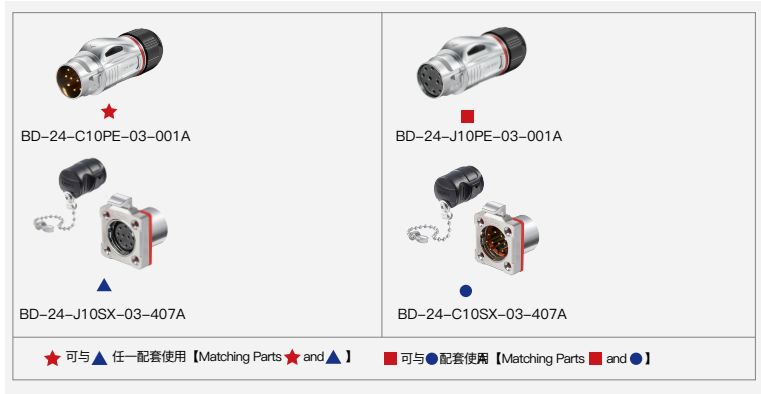 BD-24-C10PE-03-001A
BD-24-J10PE-03-001A
BD-24-J10SX-03-407A
BD-24-C10SX-03-407A
★ 可与 ▲ 任一配套使用【Matching Parts ★ and ▲ 】
■ 可与●配套使用【Matching Parts ■ and ● 】